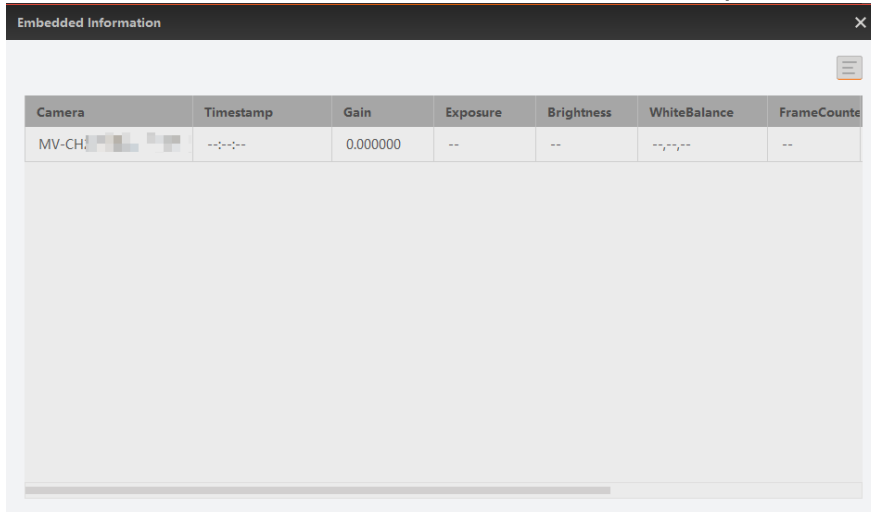 Embedded Information
Camera Timestamp Gain Exposure Brightness WhiteBalance FrameCounte
MV-CH --:--:-- 0.000000 -- -- --,--,-- --